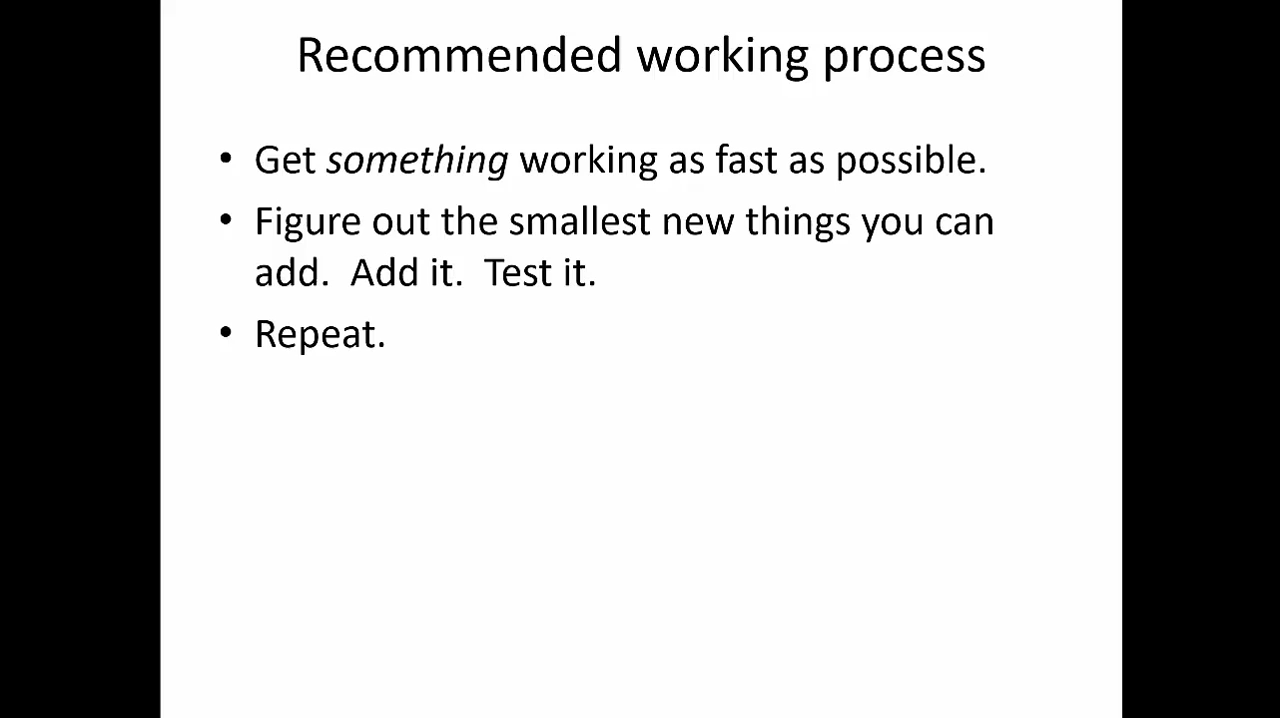 Recommended working process
• Get something working as fast as possible.
• Figure out the smallest new things you can
add.  Add it.  Test it.
• Repeat.